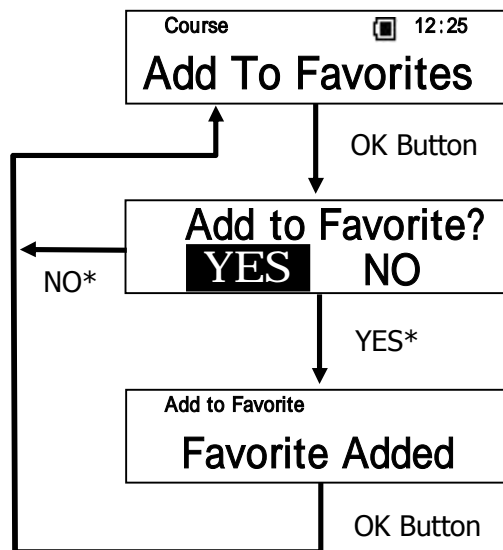 Course 12:25
Add To Favorites
OK Button
Add to Favorite?
YES NO
NO*
YES*
Add to Favorite
Favorite Added
OK Button